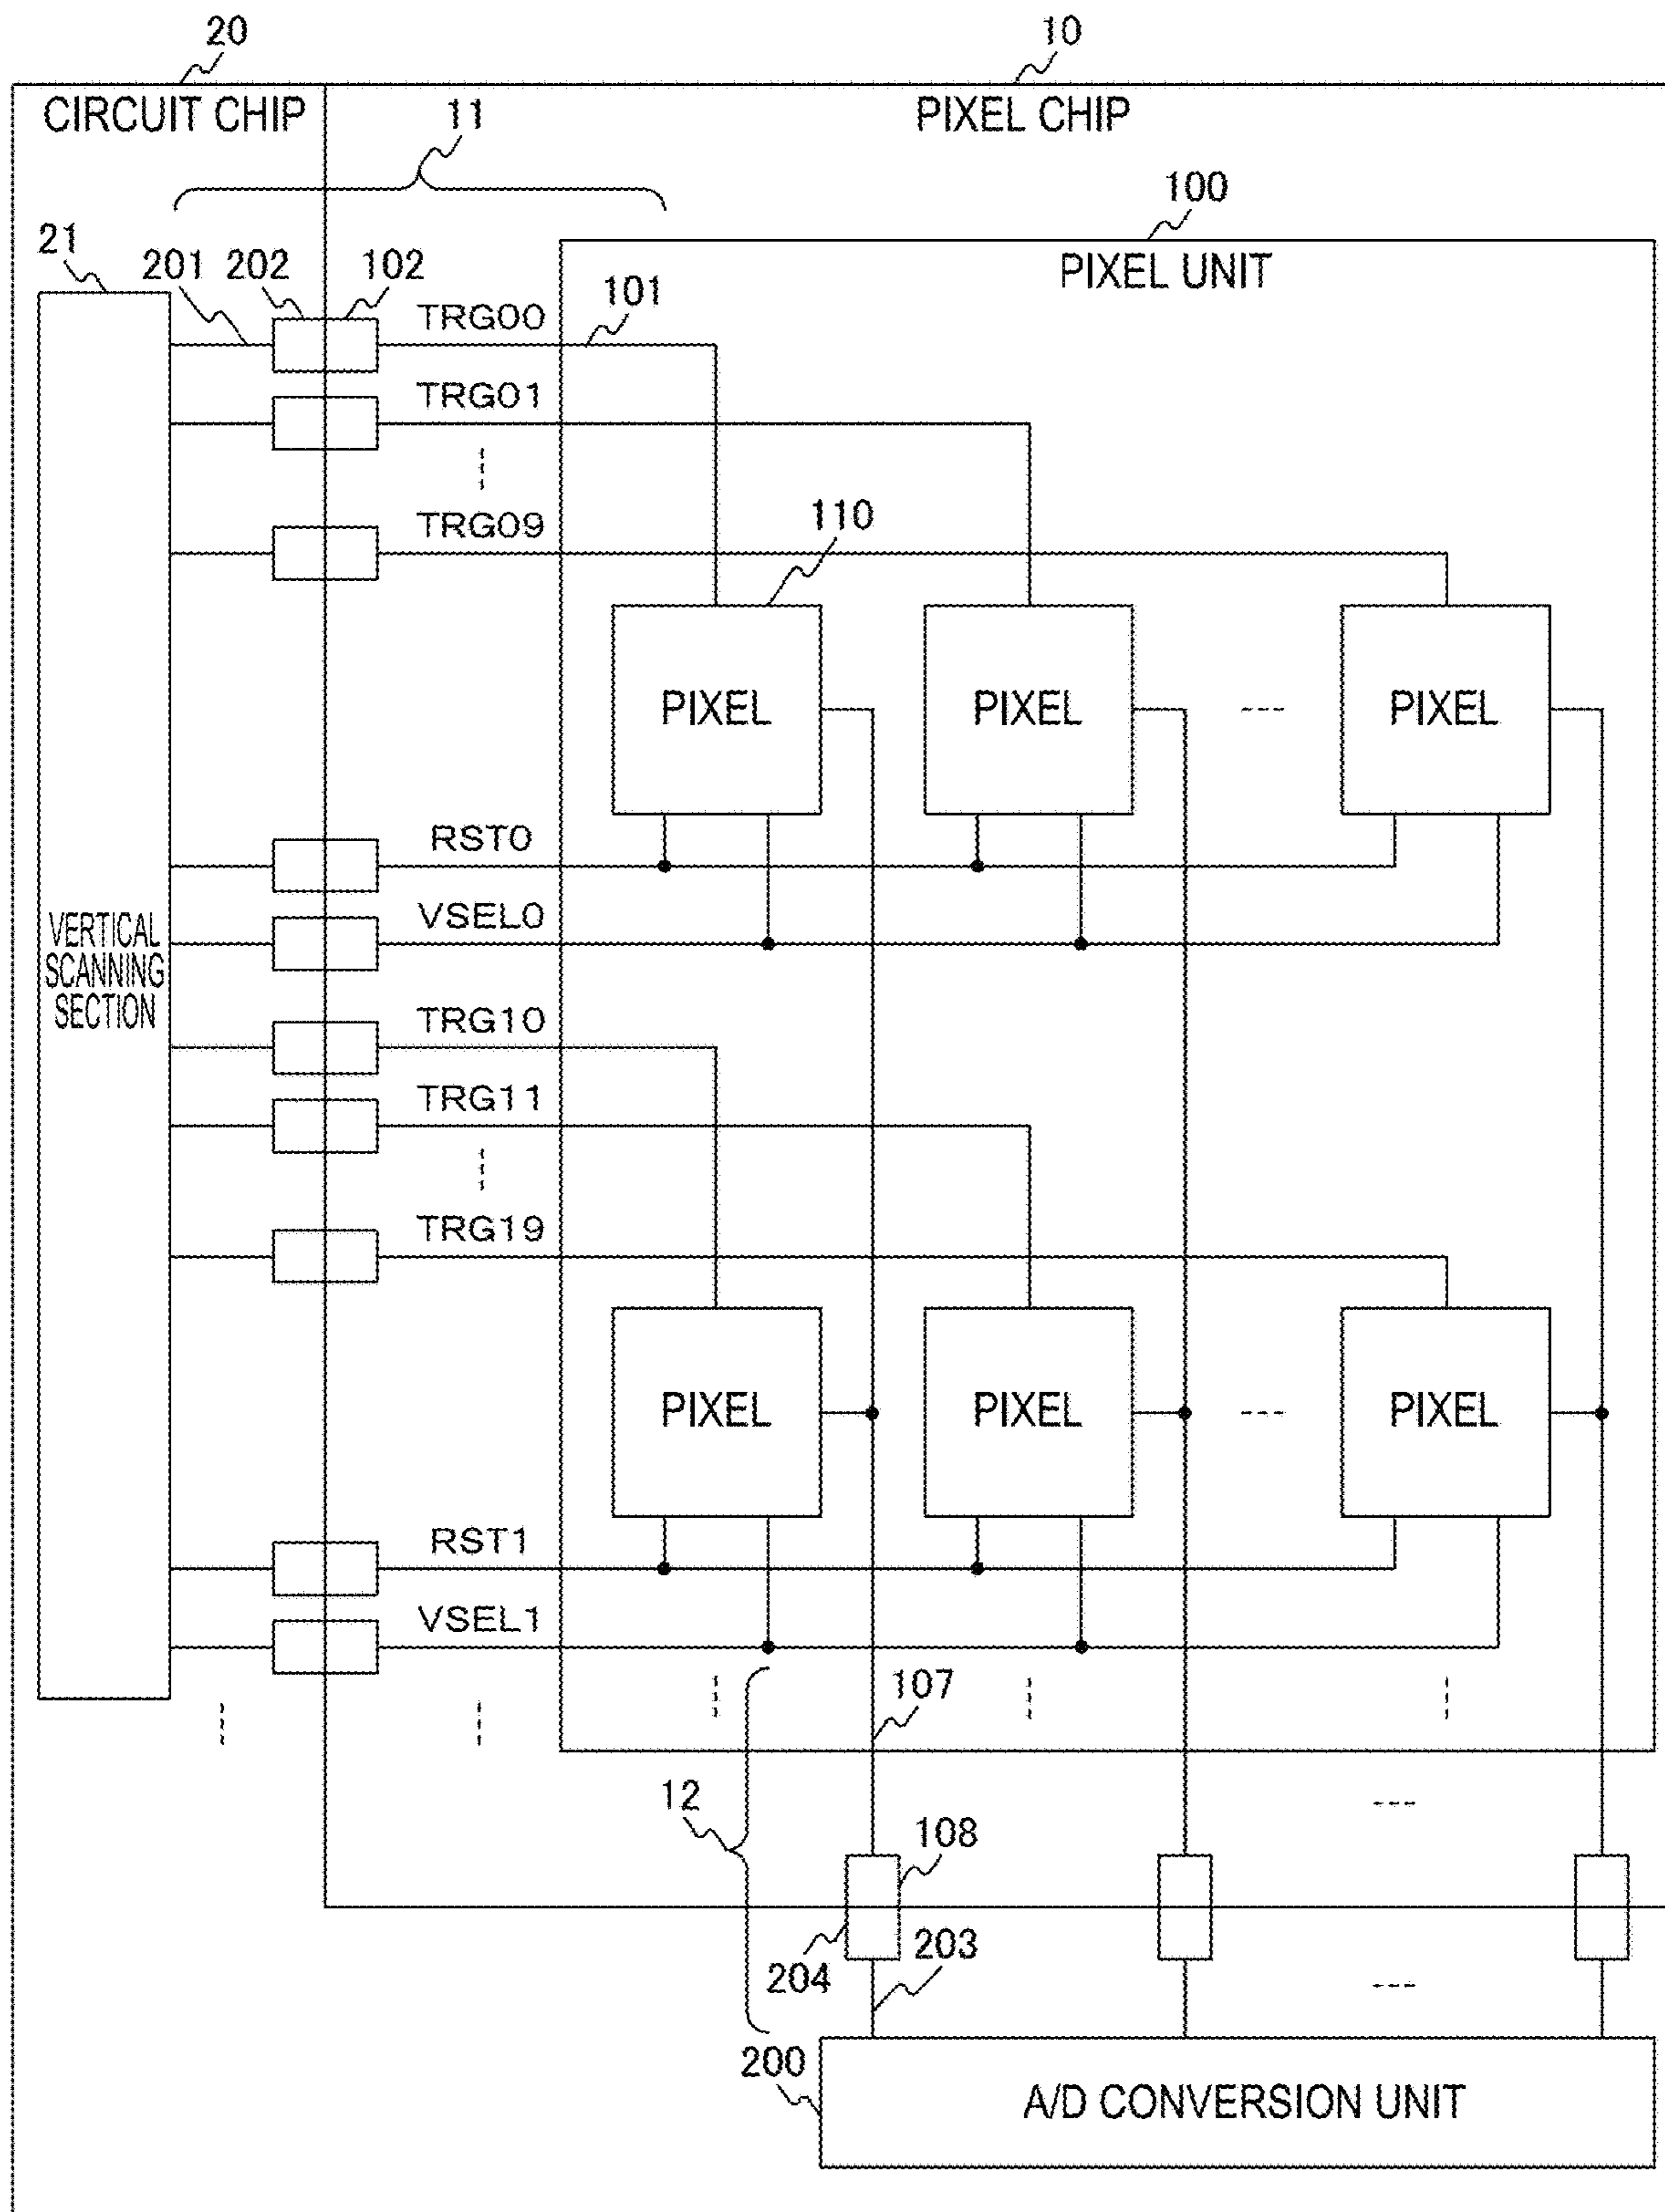 20
10
CIRCUIT CHIP
PIXEL CHIP
11
100
21
201
202
102
PIXEL UNIT
TRG00
101
TRG01
TRG09
110
PIXEL
PIXEL
PIXEL
RST0
VSEL0
VERTICAL
SCANNING
SECTION
TRG10
TRG11
TRG19
PIXEL
PIXEL
PIXEL
RST1
VSEL1
107
12
108
204
203
200
A/D CONVERSION UNIT